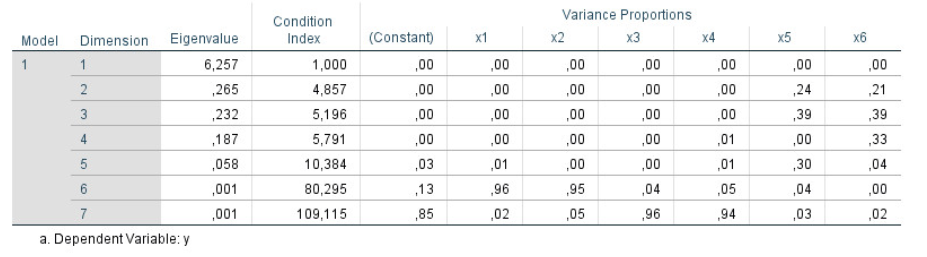 Variance Proportions
Model Dimension Eigenvalue Condition Index (Constant) x1 x2 x3 x4 x5 x6
1 1 6,257 1,000 ,00 ,00 ,00 ,00 ,00 ,00 ,00
2 ,265 4,857 ,00 ,00 ,00 ,00 ,00 ,24 ,21
3 ,232 5,196 ,00 ,00 ,00 ,00 ,00 ,39 ,39
4 ,187 5,791 ,00 ,00 ,00 ,00 ,01 ,00 ,33
5 ,058 10,384 ,03 ,01 ,00 ,00 ,01 ,30 ,04
6 ,001 80,295 ,13 ,96 ,95 ,04 ,05 ,04 ,00
7 ,001 109,115 ,85 ,02 ,05 ,96 ,94 ,03 ,02
a. Dependent Variable: y